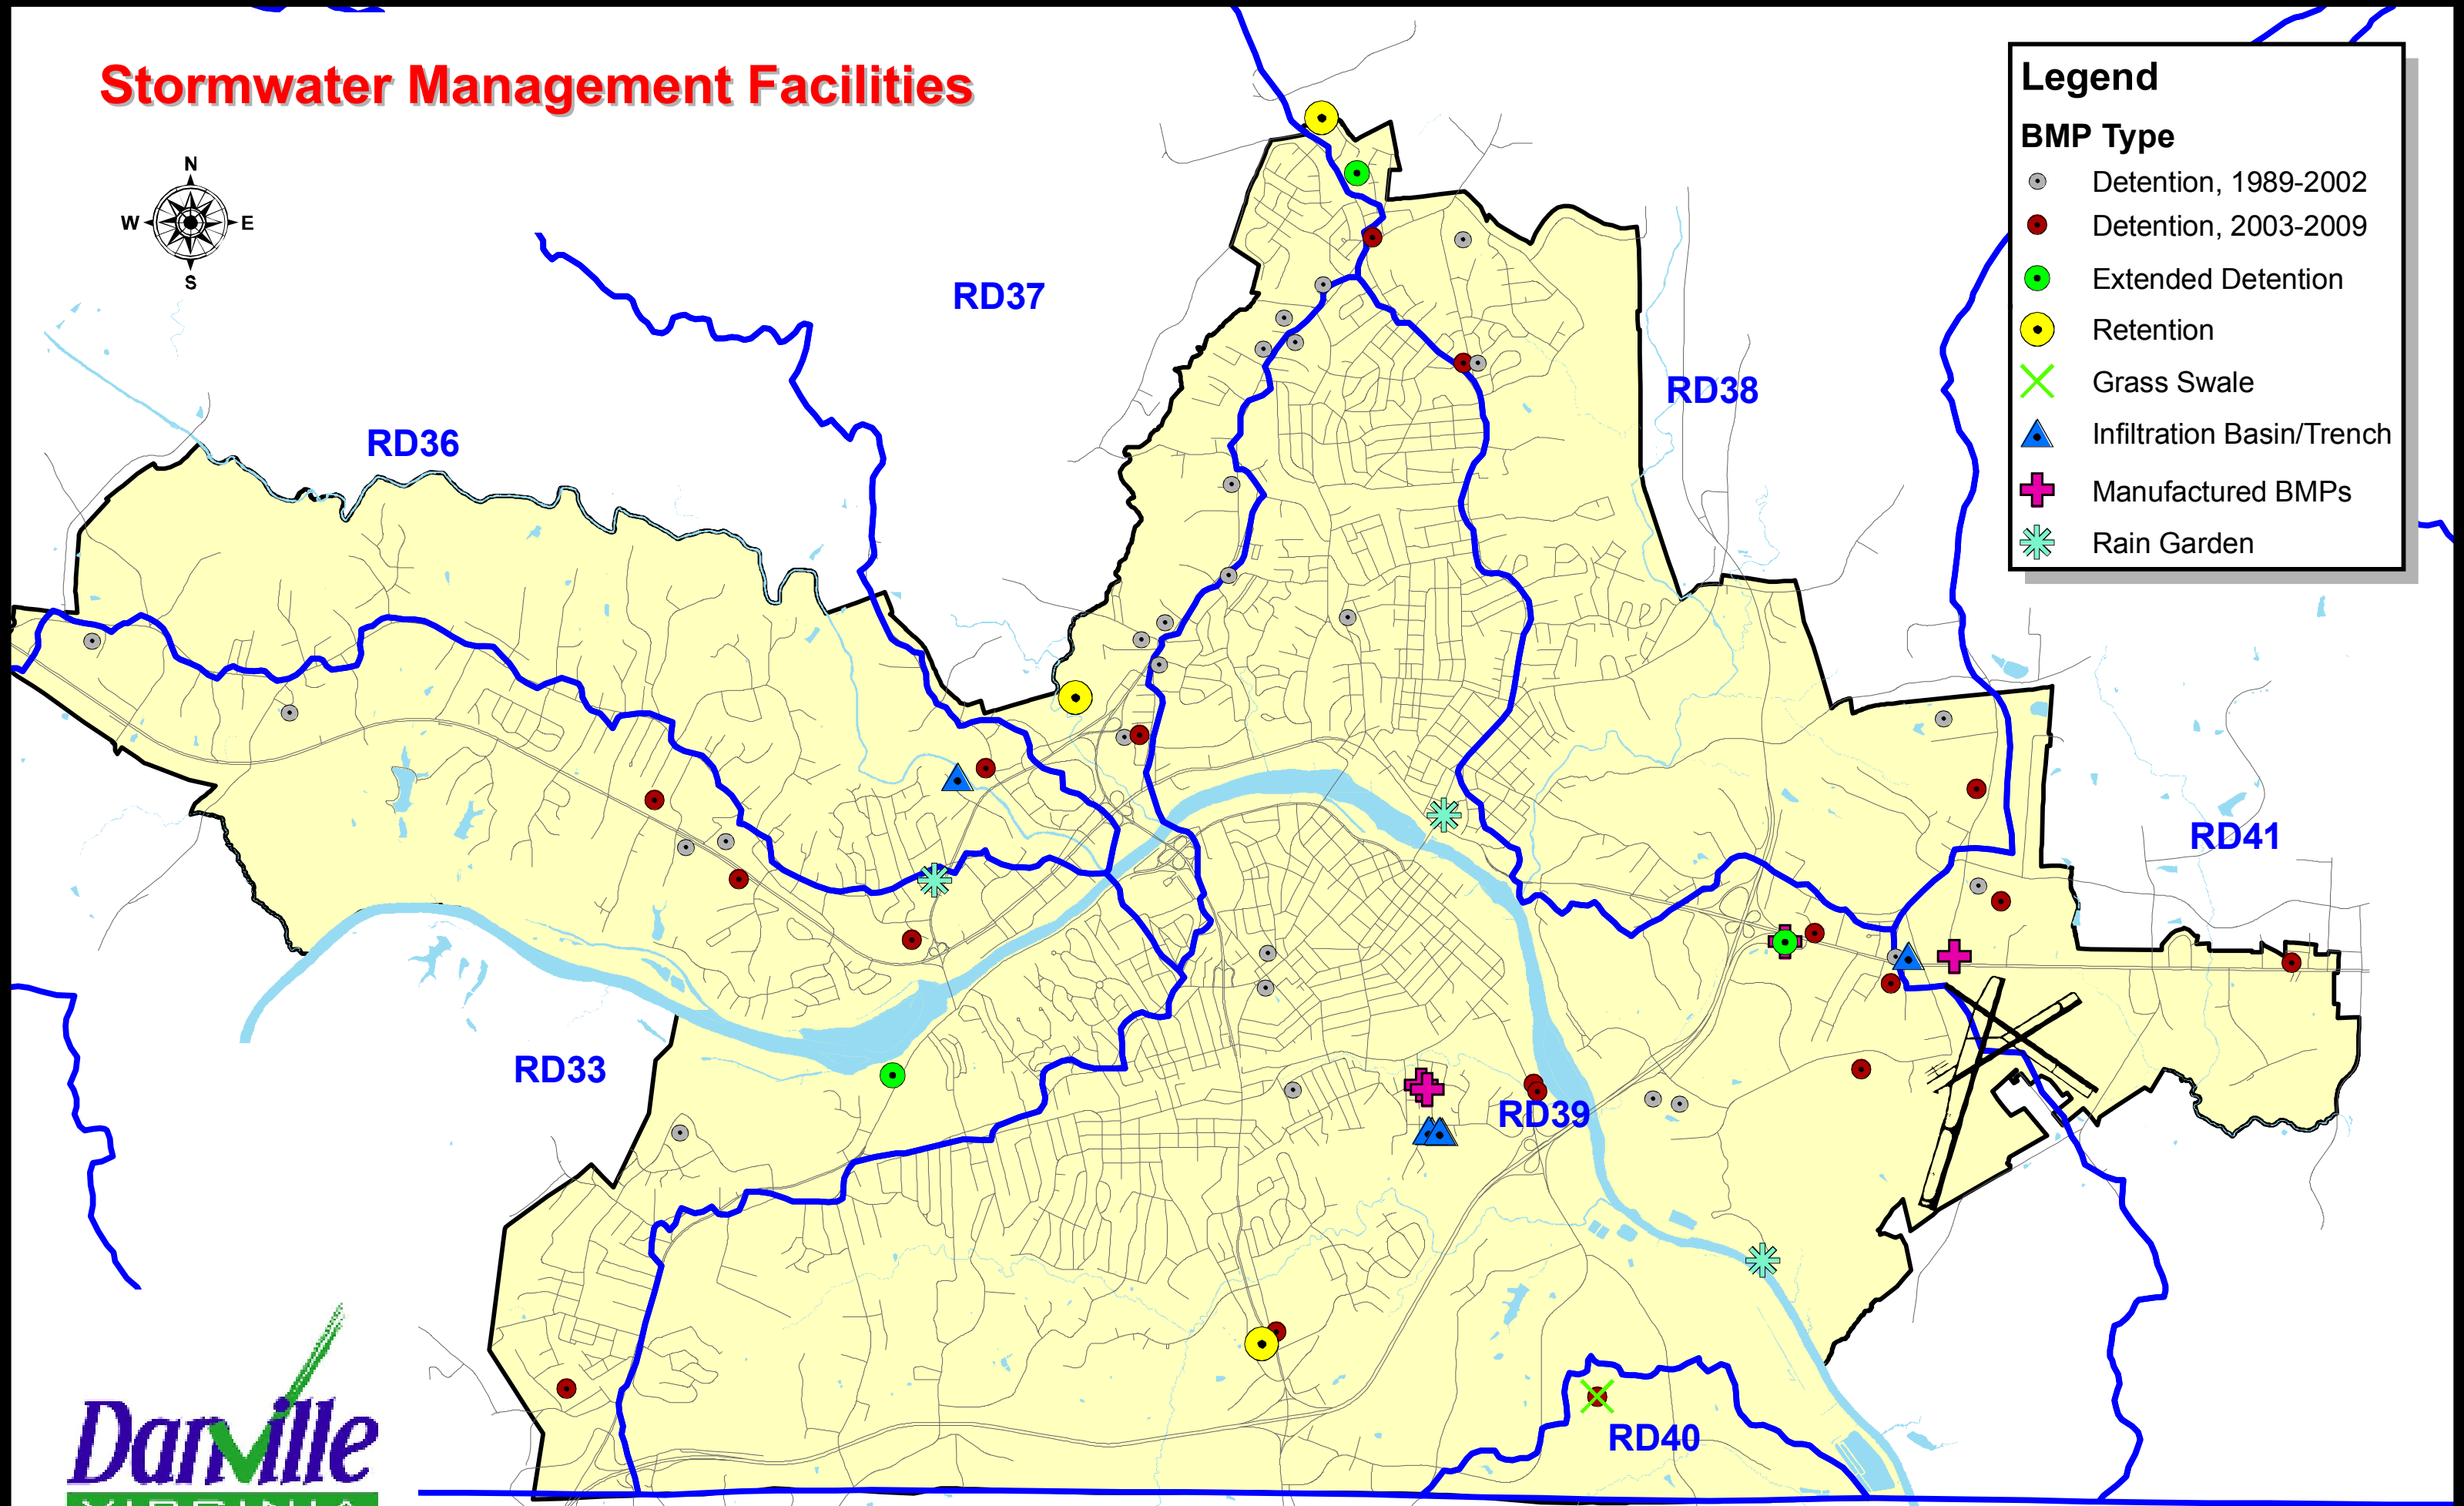 Stormwater Management Facilities
N
W E
S
Legend
BMP Type
Detention, 1989-2002
Detention, 2003-2009
Extended Detention
Retention
Grass Swale
Infiltration Basin/Trench
Manufactured BMPs
Rain Garden
RD37
RD38
RD36
RD41
RD33
RD39
RD40
Danville
VIRGINIA